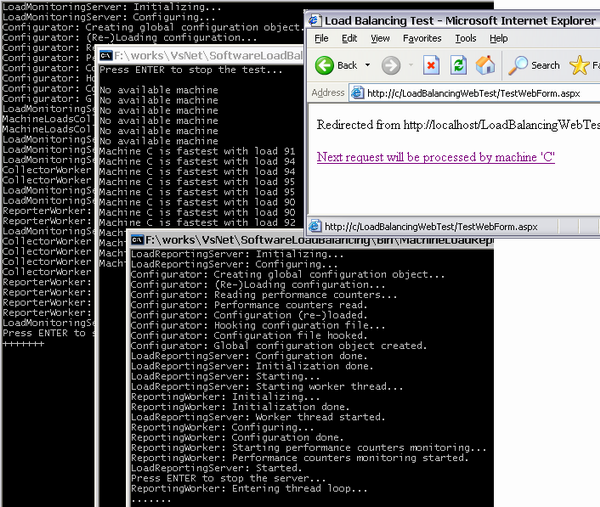 LoadMonitoringServer: Initializing...
LoadMonitoringServer: Configuring...
Configurator: Creating global configuration object.
Configurator: (Re-)Loading configuration...
Configurator: Re
Configurator: Pe
Configurator: Co
Configurator: Ho
Configurator: Co
Configurator: Gl
LoadMonitoringSe
MachineLoadsColl
MachineLoadsColl
LoadMonitoringSe
LoadMonitoringSe
CollectorWorker
CollectorWorker
LoadMonitoringSe
ReporterWorker:
ReporterWorker:
LoadMonitoringSe
CollectorWorker
CollectorWorker
CollectorWorker
CollectorWorker
ReporterWorker:
ReporterWorker:
ReporterWorker:
LoadMonitoringSe
Press ENTER to s
+++++++
F:\works\VsNet\SoftwareLoadBal
Press ENTER to stop the test...
No available machine
No available machine
No available machine
No available machine
No available machine
Machine C is fastest with load 91
Machine C is fastest with load 94
Machine C is fastest with load 94
Machine C is fastest with load 90
Machine C is fastest with load 95
Machine C is fastest with load 90
Machine C is fastest with load 90
Machine C is fastest with load 92
Mach
Mach
Mach
Load Balancing Test - Microsoft Internet Explorer
File Edit View Favorites Tools Help
Back Search Fa
Address http://c/LoadBalancingWebTest/TestWebForm.aspx
Redirected from http://localhost/LoadBalancingWebTes
Next request will be processed by machine 'C'
http://c/LoadBalancingWebTest/TestWebForm.aspx
F:\works\VsNet\SoftwareLoadBalancing\Bin\MachineLoadRep
LoadReportingServer: Initializing...
LoadReportingServer: Configuring...
Configurator: Creating global configuration object...
Configurator: (Re-)Loading configuration...
Configurator: Reading performance counters...
Configurator: Performance counters read.
Configurator: Configuration (re-)loaded.
Configurator: Hooking configuration file...
Configurator: Configuration file hooked.
Configurator: Global configuration object created.
LoadReportingServer: Configuration done.
LoadReportingServer: Initialization done.
LoadReportingServer: Starting...
LoadReportingServer: Starting worker thread...
ReportingWorker: Initializing...
ReportingWorker: Initialization done.
LoadReportingServer: Worker thread started.
ReportingWorker: Configuring...
ReportingWorker: Configuration done.
ReportingWorker: Starting performance counters monitoring...
ReportingWorker: Performance counters monitoring started.
LoadReportingServer: Started.
Press ENTER to stop the server...
ReportingWorker: Entering thread loop...
.......